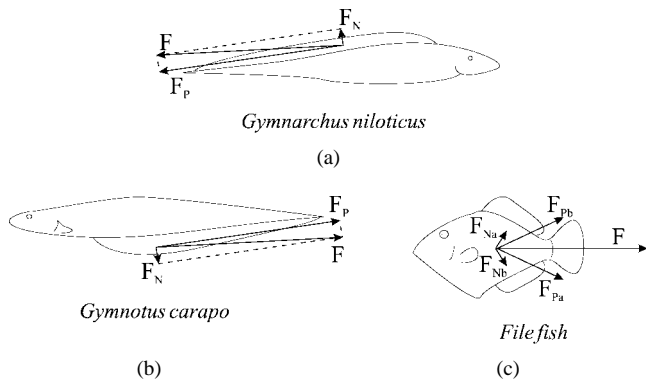 F F_N
F_P
Gymnarchus niloticus
(a)
F_P
F_N F
Gymnotus carapo
(b)
F_Na F_Pb F
F_Nb F_Pa
File fish
(c)